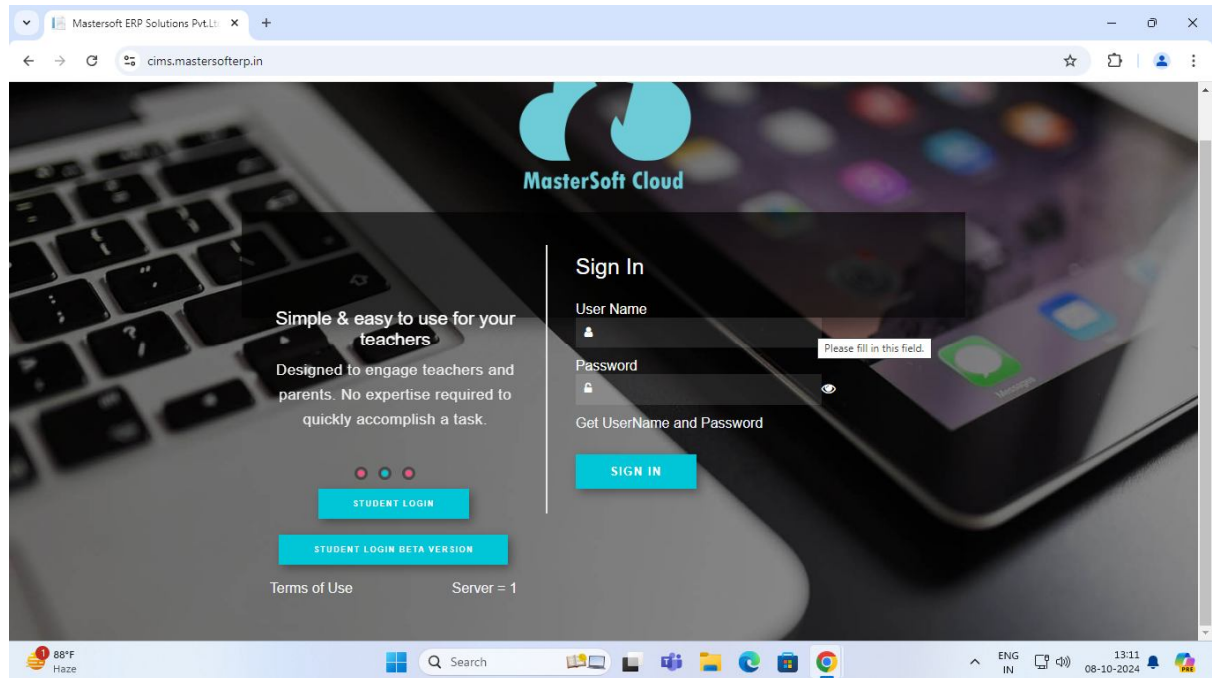 Mastersoft ERP Solutions Pvt.Lt
cims.mastersofterp.in
MasterSoft Cloud
Simple & easy to use for your
teachers
Designed to engage teachers and
parents. No expertise required to
quickly accomplish a task.
STUDENT LOGIN
STUDENT LOGIN BETA VERSION
Terms of Use
Server = 1
Sign In
User Name
Please fill in this field.
Password
Get UserName and Password
SIGN IN
Messages
1
88°F
Haze
Search
ENG
IN
13:11
08-10-2024
PRE